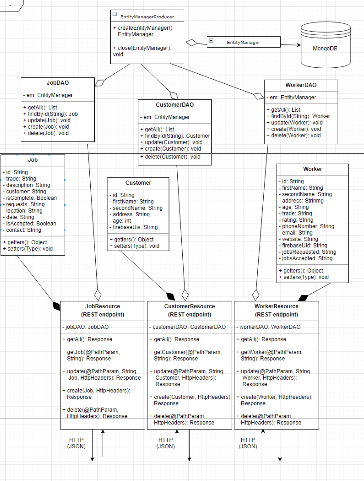 EntityManagerProducer
+ createEntityManager()
EntityManager
+ close(EntityManager):
void
EntityManager
MongoDB
JobDAO
- em: EntityManager
+ getAll(): List
+ findById(String): Job
+ update(Job): void
+ create(Job): void
+ delete(Job): void
CustomerDAO
- em: EntityManager
+ getAll(): List
+ findById(String): Customer
+ update(Customer): void
+ create(Customer): void
+ delete(Customer): void
WorkerDAO
- em: EntityManager
+ getAll(): List
+ findById(String): Worker
+ update(Worker): void
+ create(Worker): void
+ delete(Worker): void
Job
- id: String
- trade: String
- description: String
- customer: String
- isComplete: Boolean
- requests: String
- location: String
- date: String
- isAccepted: Boolean
- contact: String
+ getters(): Object
+ setters(Type): void
Customer
- id: String
- firstName: String
- secondName: String
- address: String
- age: int
- firebaseUis:
+ getters(): Object
+ setters(Type): void
Worker
- id: String
- firstName: String
- secondName: String
- address: String
- age: String
- trade: String
- rating: String
- phoneNumber: String
- email: String
- website: String
- firebaseUid: String
- jobsRequested: String
- jobsAccepted: String
+ getters(): Object
+ setters(Type): void
JobResource
(REST endpoint)
- jobDAO: JobDAO
- getAll(): Response
- getJob(@PathParam,
String): Response
- update(@PathParam, String
Job, HttpHeaders): Response
- create(Job, HttpHeaders):
Response
- delete(@PathParam,
HttpHeaders): Response
CustomerResource
(REST endpoint)
- customerDAO: CustomerDAO
- getAll(): Response
- getCustomer(@PathParam,
String): Response
- update(@PathParam, String
Customer, HttpHeaders):
Response
- create(Customer, HttpHeaders):
Response
- delete(@PathParam,
HttpHeaders): Response
WorkerResource
(REST endpoint)
- workerDAO: WorkerDAO
- getAll(): Response
- getWorker(@PathParam,
String): Response
- update(@PathParam, String
Worker, HttpHeaders):
Response
- create(Worker, HttpHeaders):
Response
- delete(@PathParam,
HttpHeaders): Response
HTTP
(JSON)
HTTP
(JSON)
HTTP
(JSON)